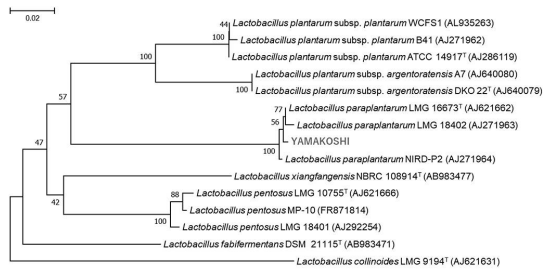 0.02
44 Lactobacillus plantarum subsp. plantarum WCFS1 (AL935263)
100 Lactobacillus plantarum subsp. plantarum B41 (AJ271962)
Lactobacillus plantarum subsp. plantarum ATCC 14917ᵀ (AJ286119)
100
Lactobacillus plantarum subsp. argentoratensis A7 (AJ640080)
100 Lactobacillus plantarum subsp. argentoratensis DKO 22ᵀ (AJ640079)
57
77 Lactobacillus paraplantarum LMG 16673ᵀ (AJ621662)
56 Lactobacillus paraplantarum LMG 18402 (AJ271963)
YAMAKOSHI
100 Lactobacillus paraplantarum NIRD-P2 (AJ271964)
47
Lactobacillus xiangfangensis NBRC 108914ᵀ (AB983477)
42
88 Lactobacillus pentosus LMG 10755ᵀ (AJ621666)
Lactobacillus pentosus MP-10 (FR871814)
100 Lactobacillus pentosus LMG 18401 (AJ292254)
Lactobacillus fabifermentans DSM 21115ᵀ (AB983471)
Lactobacillus collinoides LMG 9194ᵀ (AJ621631)